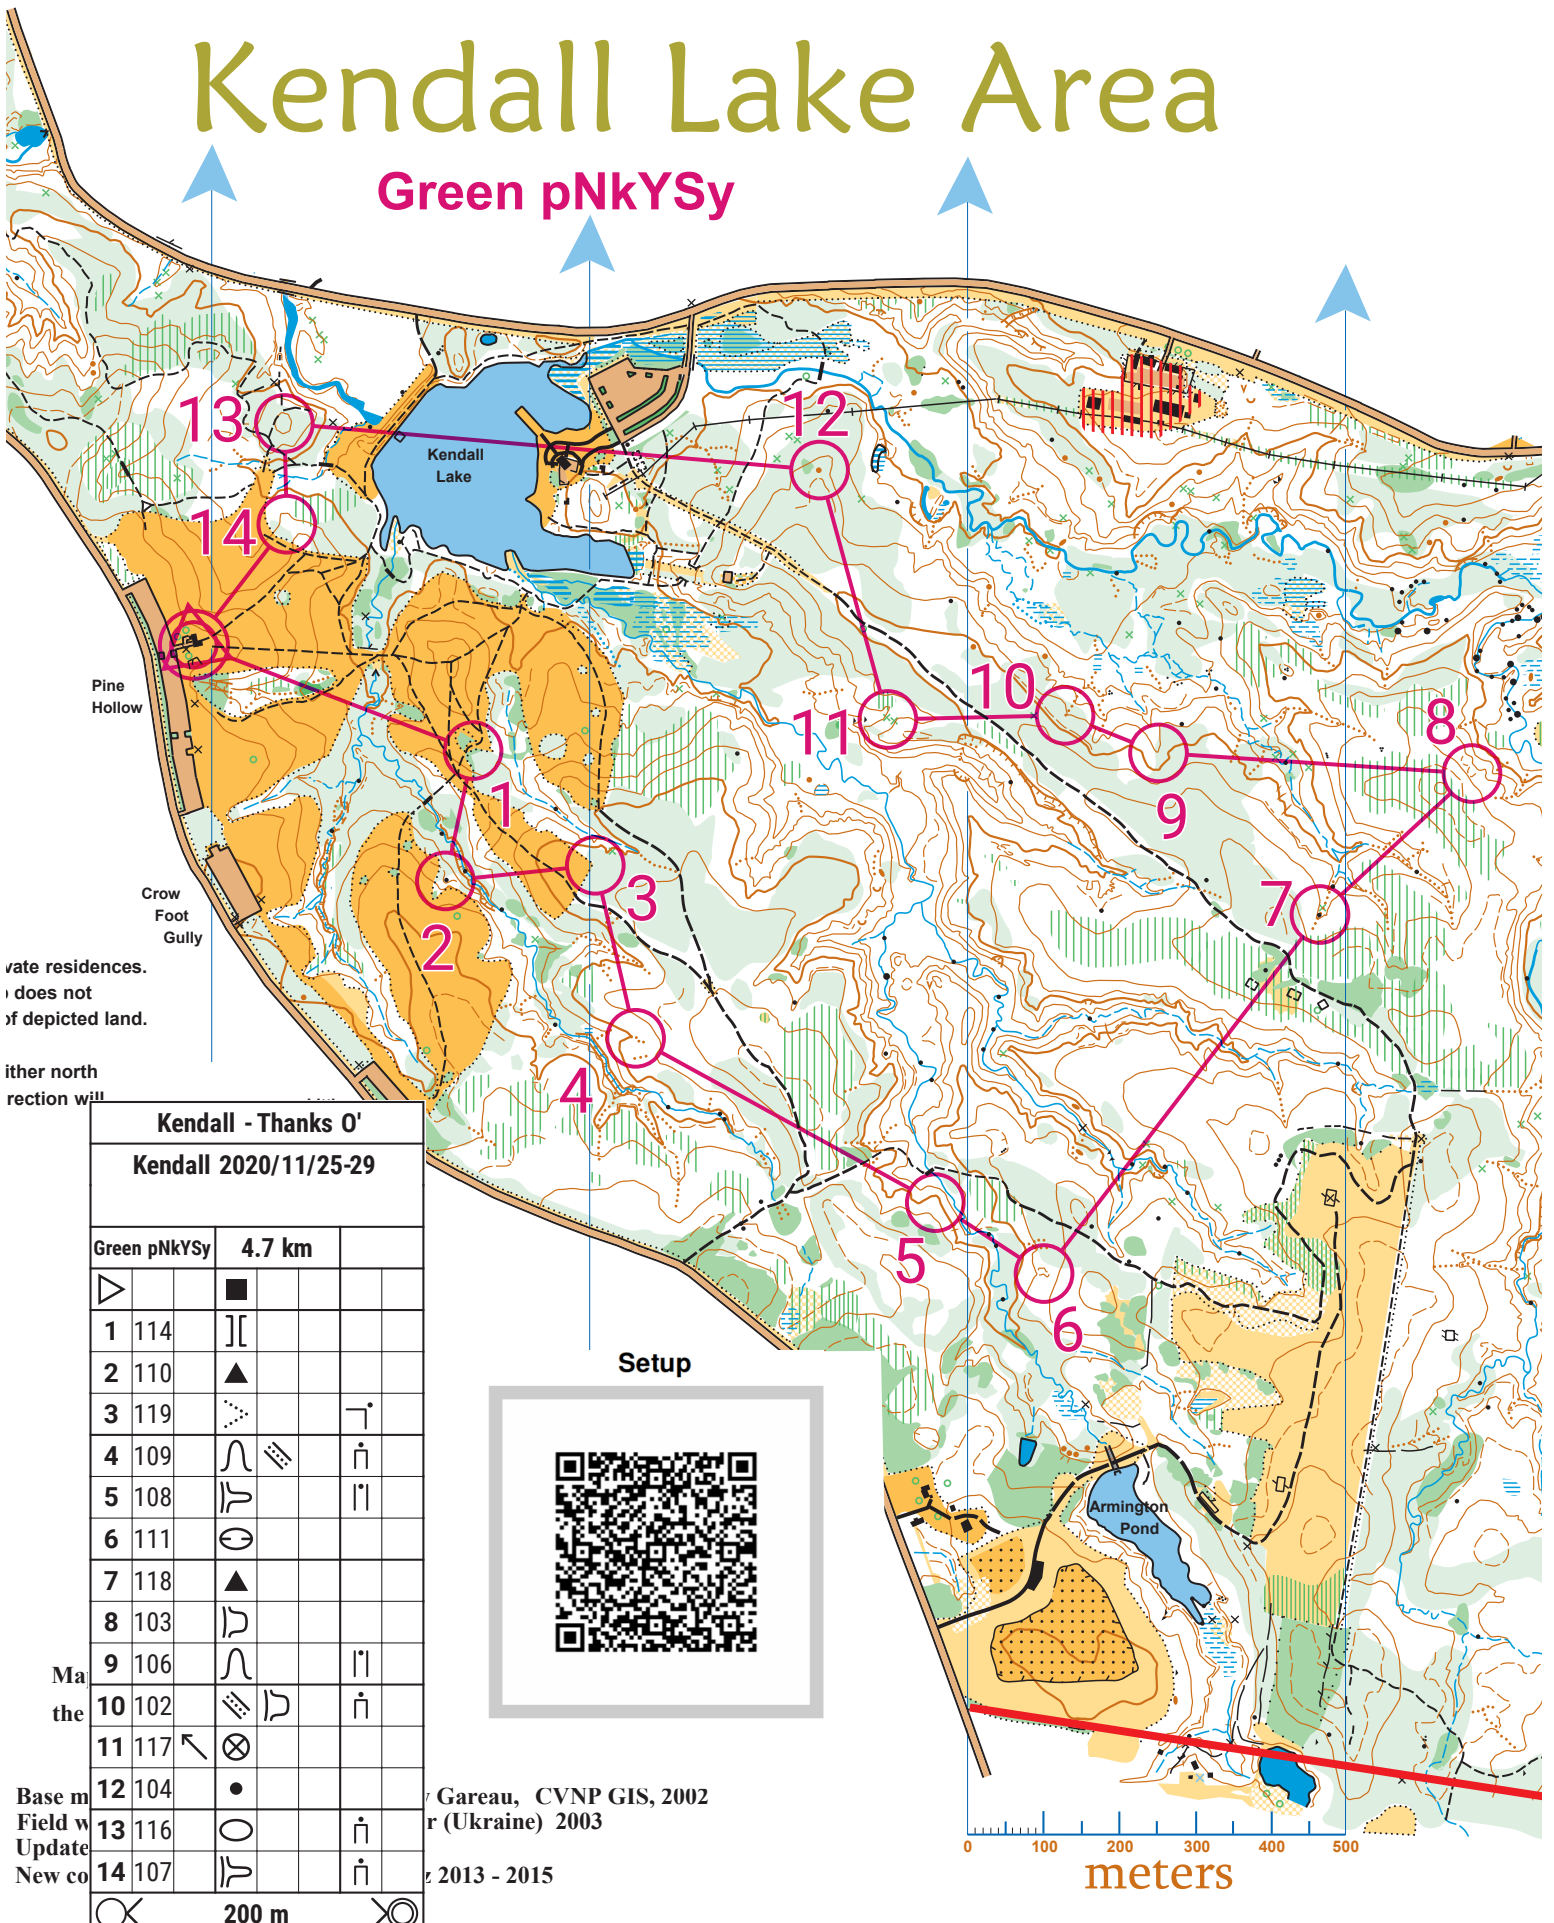 Kendall Lake Area
Green pNkYSy
12
13
Kendall
Lake
14
10
8
Pine
Hollow
11
1
9
Crow
Foot
Gully
3
7
2
vate residences.
does not
of depicted land.
4
ither north
rection will
Kendall - Thanks O'
Kendall 2020/11/25-29
Green pNkYSy 4.7 km
1 114
2 110
3 119
4 109
5 108
6 111
7 118
8 103
9 106
10 102
11 117
12 104
13 116
14 107
200 m
5
6
Setup
Armington
Pond
the
Base m
Gareau, CVNP GIS, 2002
Field w
r (Ukraine) 2003
Update
New co
z 2013 - 2015
0 100 200 300 400 500
meters